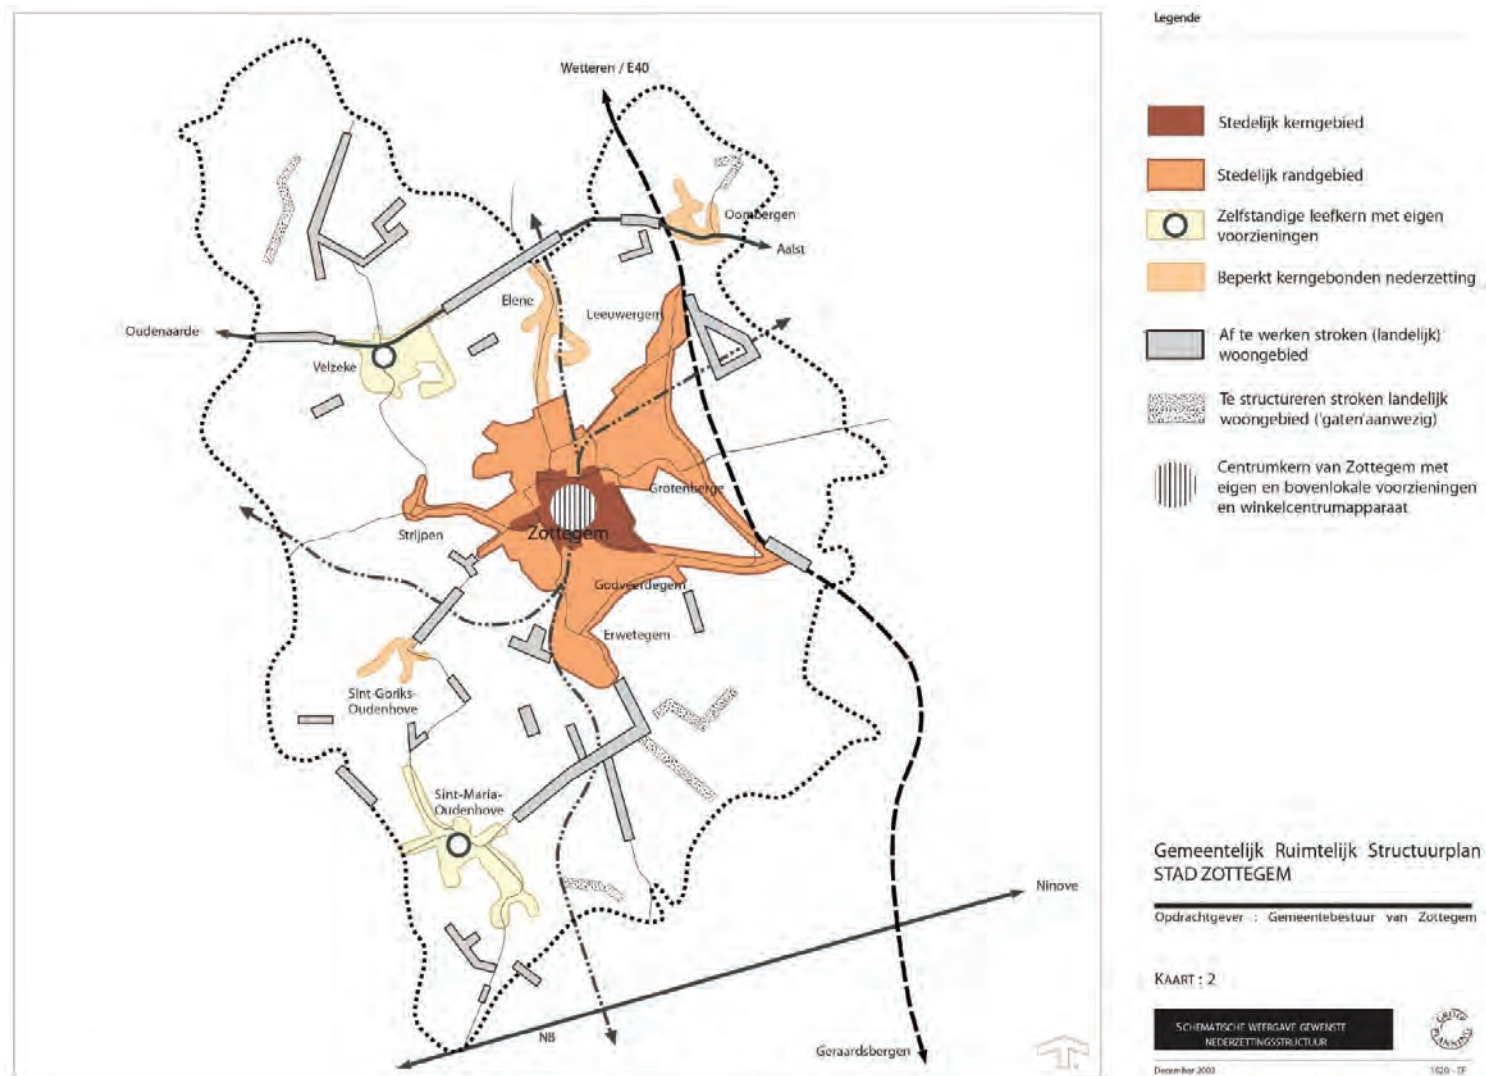 Wetteren / E40
Oombergen
Aalst
Elene
Leeuwergem
Oudenaarde
Velzeke
Grotenberge
Strijpen
Zottegem
Godveerdegem
Erwetegem
Sint-Goriks-
Oudenhove
Sint-Maria-
Oudenhove
Ninove
N8
Geraardsbergen
Legende
Stedelijk kerngebied
Stedelijk randgebied
Zelfstandige leefkern met eigen
voorzieningen
Beperkt kerngebonden nederzetting
Af te werken stroken (landelijk)
woongebied
Te structureren stroken landelijk
woongebied ('gaten'aanwezig)
Centrumkern van Zottegem met
eigen en bovenlokale voorzieningen
en winkelcentrumapparaat
Gemeentelijk Ruimtelijk Structuurplan
STAD ZOTTEGEM
Opdrachtgever : Gemeentebestuur van Zottegem
KAART : 2
SCHEMATISCHE WEERGAVE GEWENSTE
NEDERZETTINGSSTRUCTUUR
PLANNING
December 2003